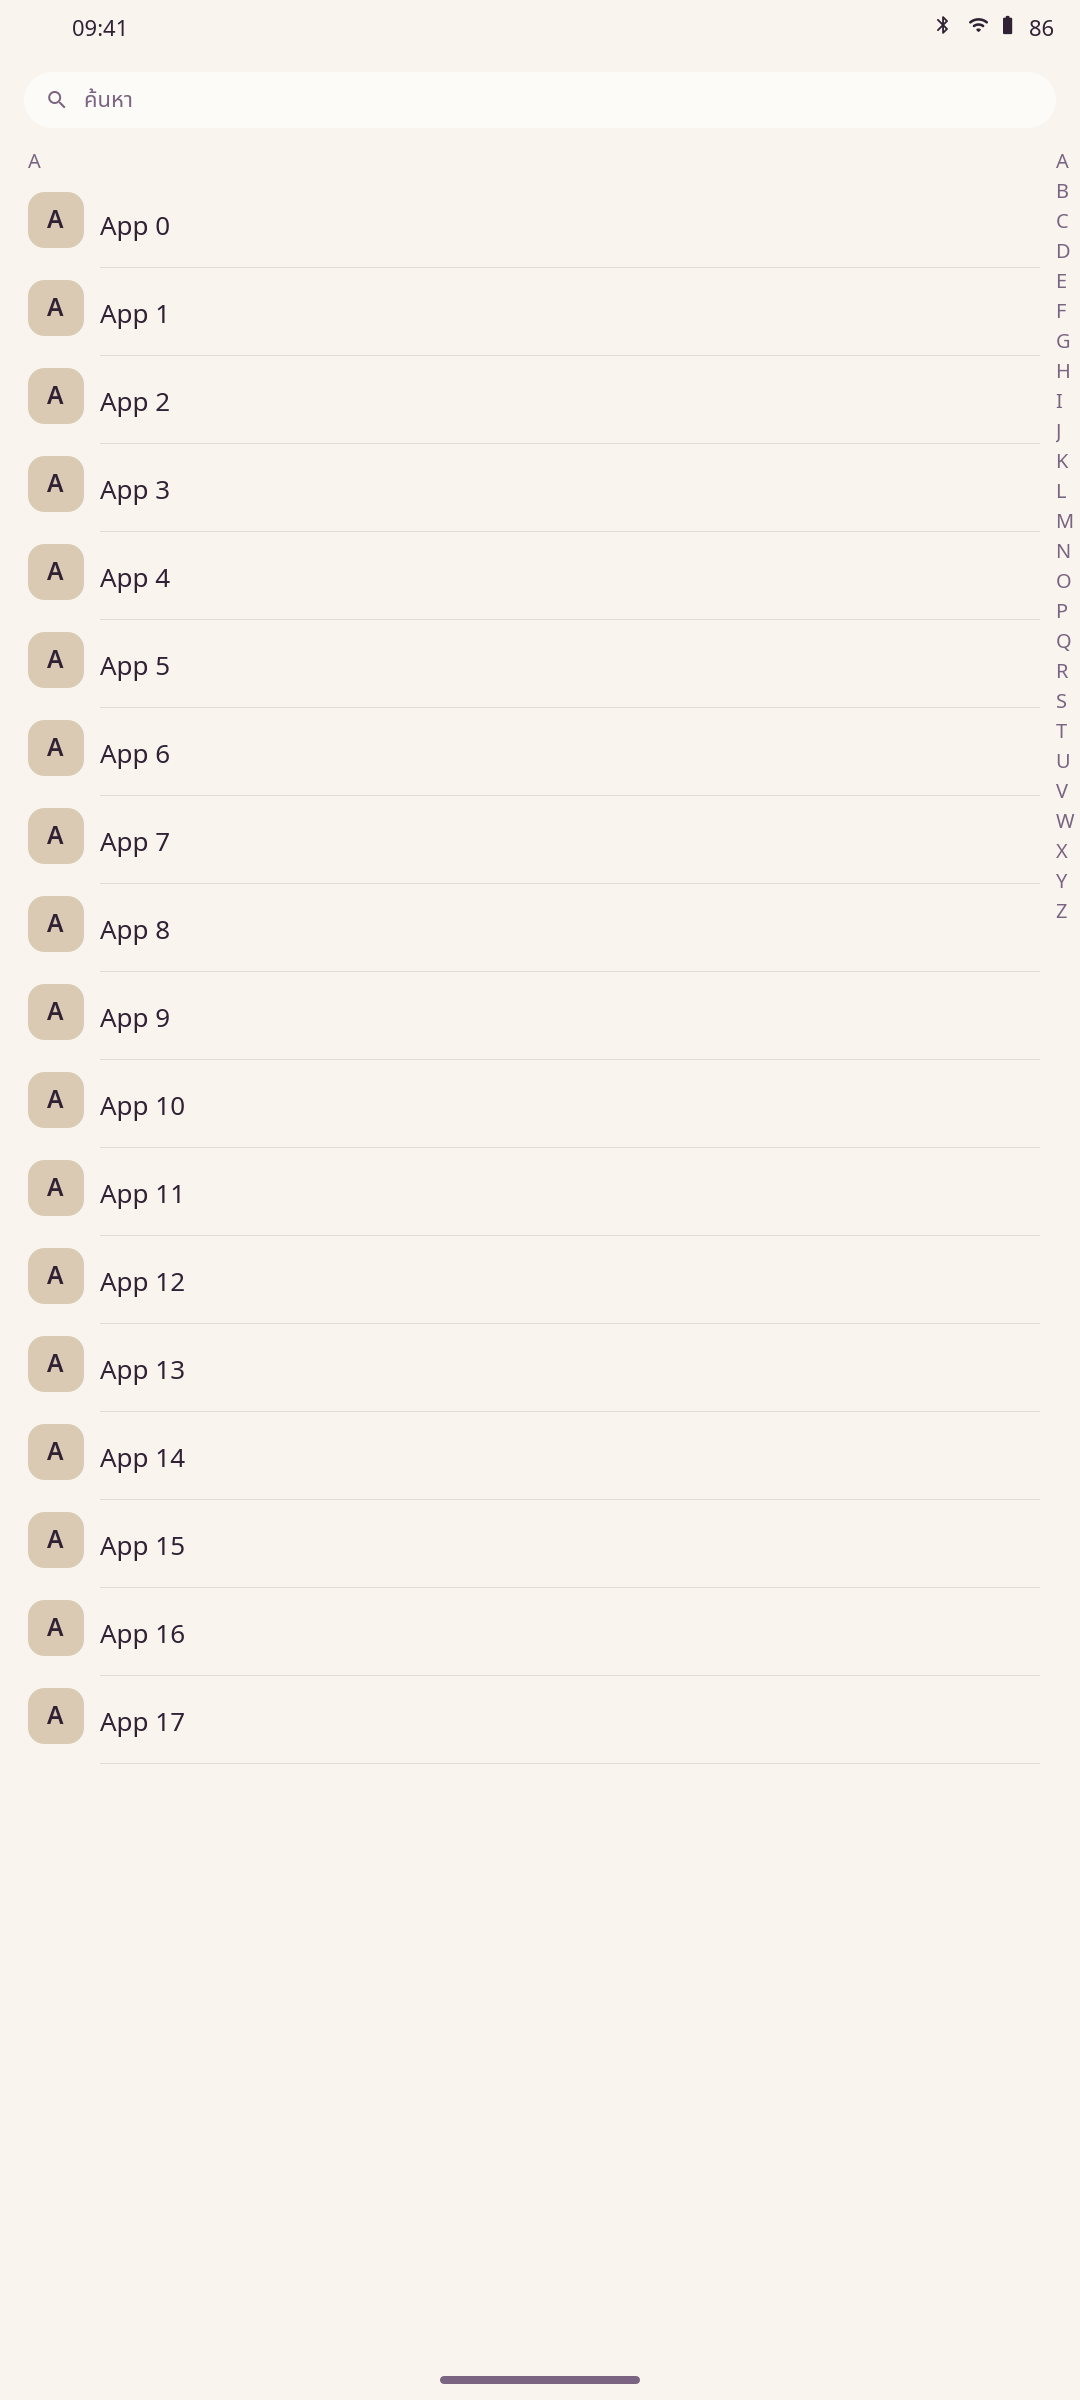 09:41
86
ค้นหา
A
A App 0
A App 1
A App 2
A App 3
A App 4
A App 5
A App 6
A App 7
A App 8
A App 9
A App 10
A App 11
A App 12
A App 13
A App 14
A App 15
A App 16
A App 17
A
B
C
D
E
F
G
H
I
J
K
L
M
N
O
P
Q
R
S
T
U
V
W
X
Y
Z